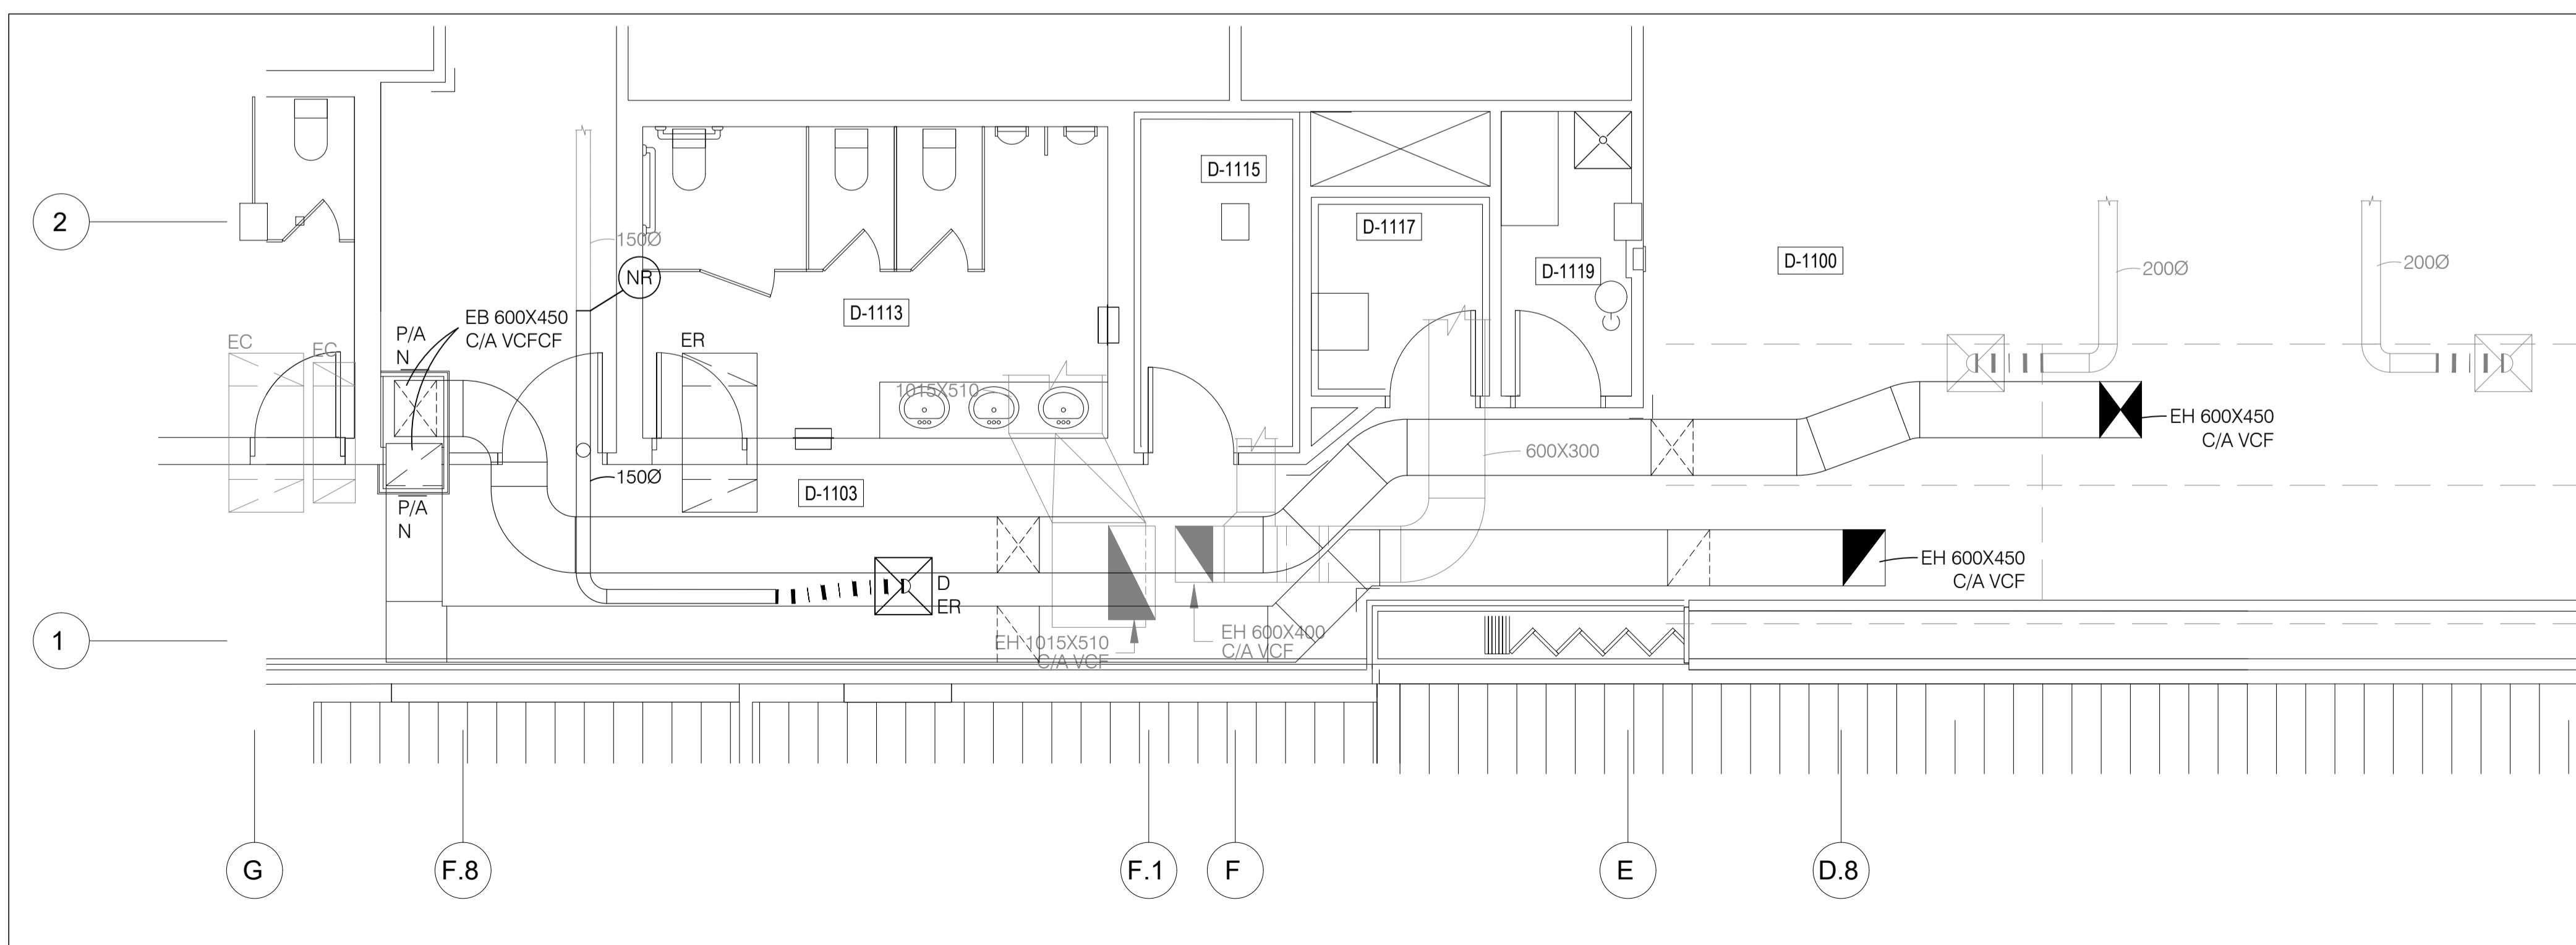 D-1115
2
D-1117
150Ø
D-1100
200Ø
200Ø
NR
D-1119
D-1113
EB 600X450
C/A VCFCF
P/A
N
EC
EC
ER
1015X510
EH 600X450
C/A VCF
600X300
150Ø
D-1103
P/A
N
EH 600X450
C/A VCF
D
ER
1
EH 1015X510
C/A VCF
EH 600X400
C/A VCF
G
F.8
F.1
F
E
D.8